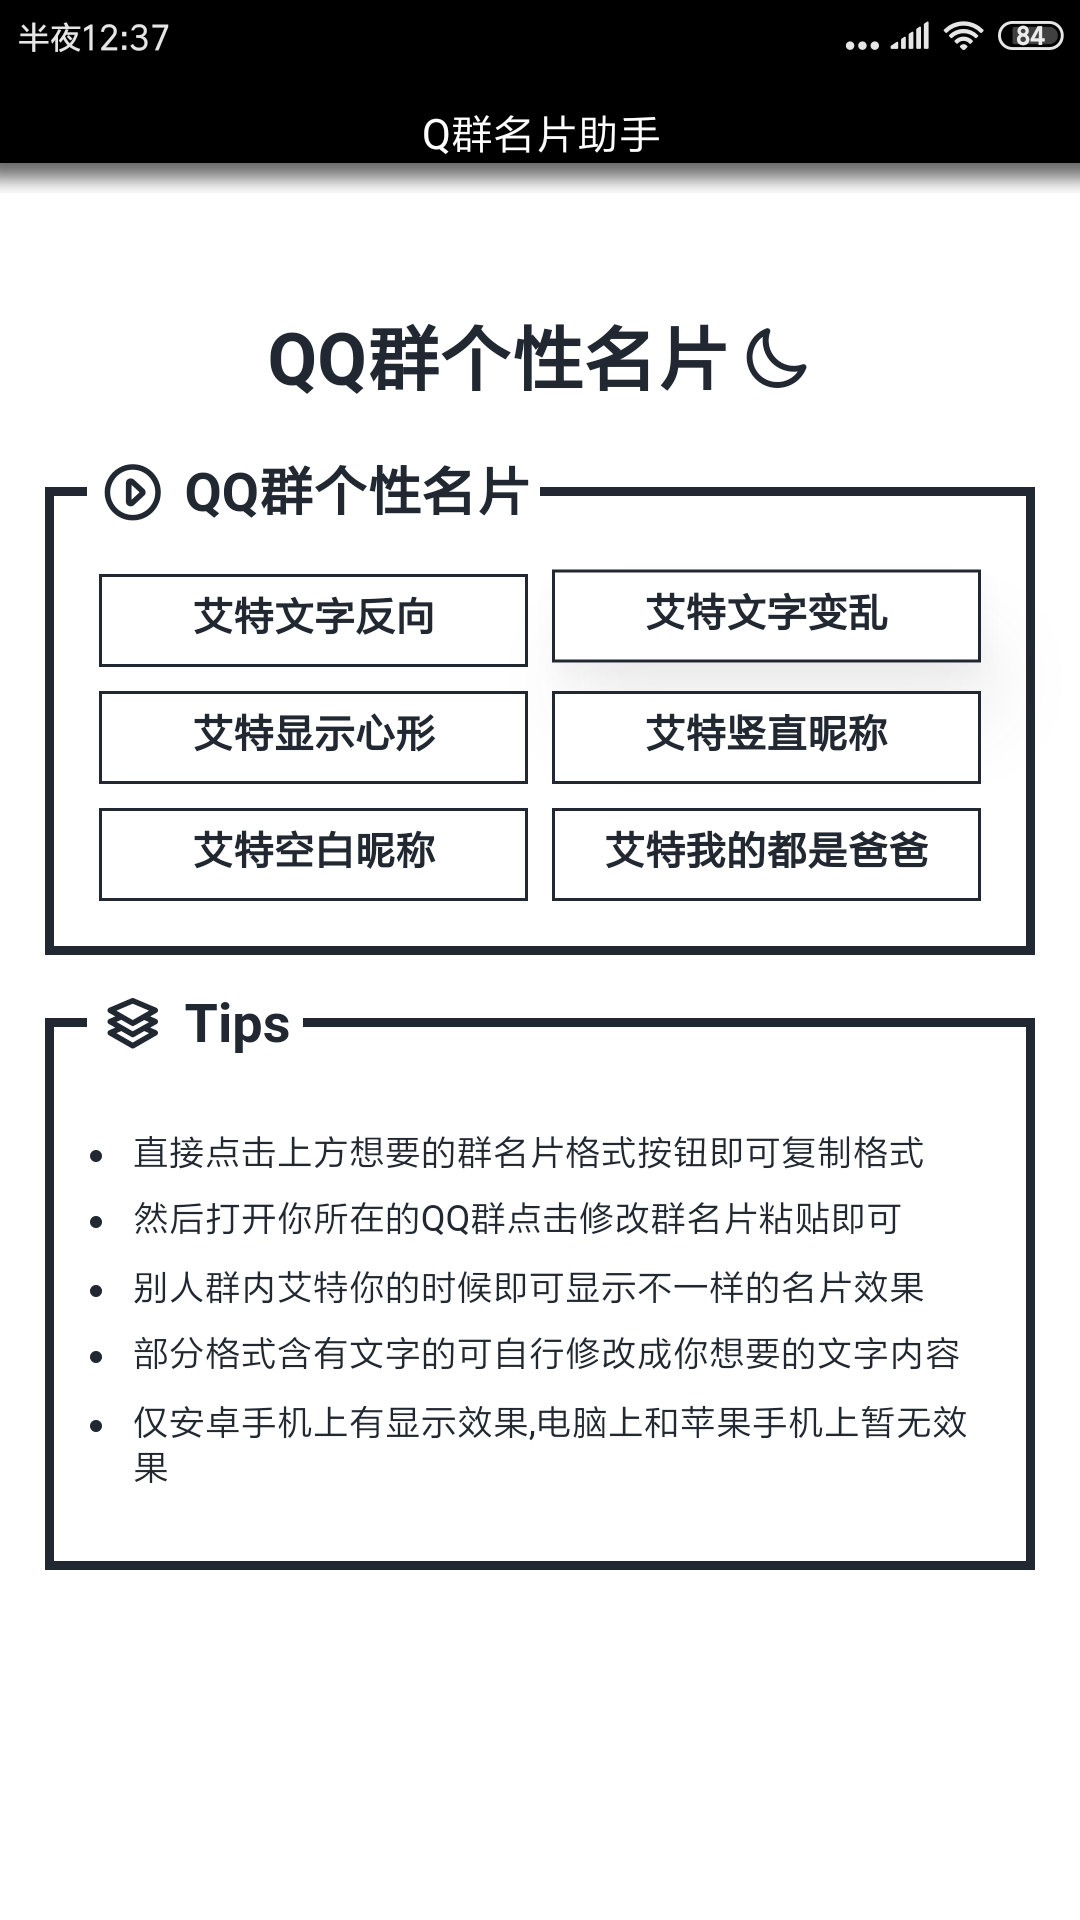 半夜12:37
84
Q群名片助手
QQ群个性名片
QQ群个性名片
艾特文字反向
艾特文字变乱
艾特显示心形
艾特竖直昵称
艾特空白昵称
艾特我的都是爸爸
Tips
直接点击上方想要的群名片格式按钮即可复制格式
然后打开你所在的QQ群点击修改群名片粘贴即可
别人群内艾特你的时候即可显示不一样的名片效果
部分格式含有文字的可自行修改成你想要的文字内容
仅安卓手机上有显示效果,电脑上和苹果手机上暂无效
果